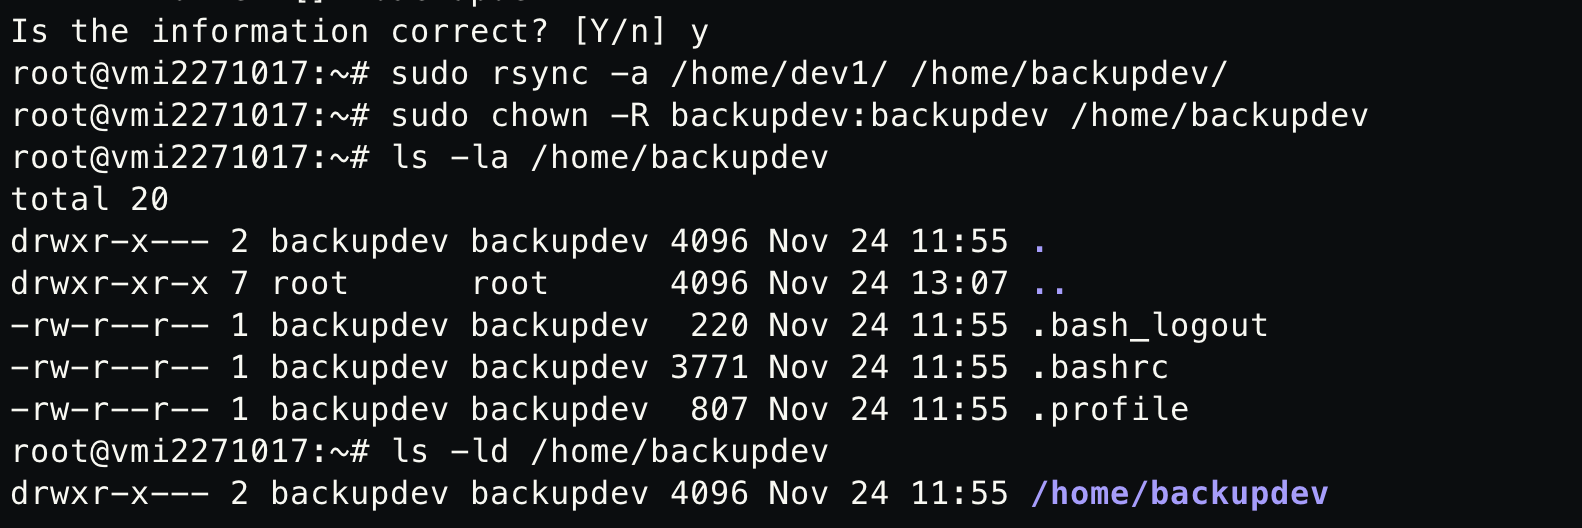 Is the information correct? [Y/n] y
root@vmi2271017:~# sudo rsync -a /home/dev1/ /home/backupdev/
root@vmi2271017:~# sudo chown -R backupdev:backupdev /home/backupdev
root@vmi2271017:~# ls -la /home/backupdev
total 20
drwxr-x--- 2 backupdev backupdev 4096 Nov 24 11:55 .
drwxr-xr-x 7 root      root      4096 Nov 24 13:07 ..
-rw-r--r-- 1 backupdev backupdev  220 Nov 24 11:55 .bash_logout
-rw-r--r-- 1 backupdev backupdev 3771 Nov 24 11:55 .bashrc
-rw-r--r-- 1 backupdev backupdev  807 Nov 24 11:55 .profile
root@vmi2271017:~# ls -ld /home/backupdev
drwxr-x--- 2 backupdev backupdev 4096 Nov 24 11:55 /home/backupdev